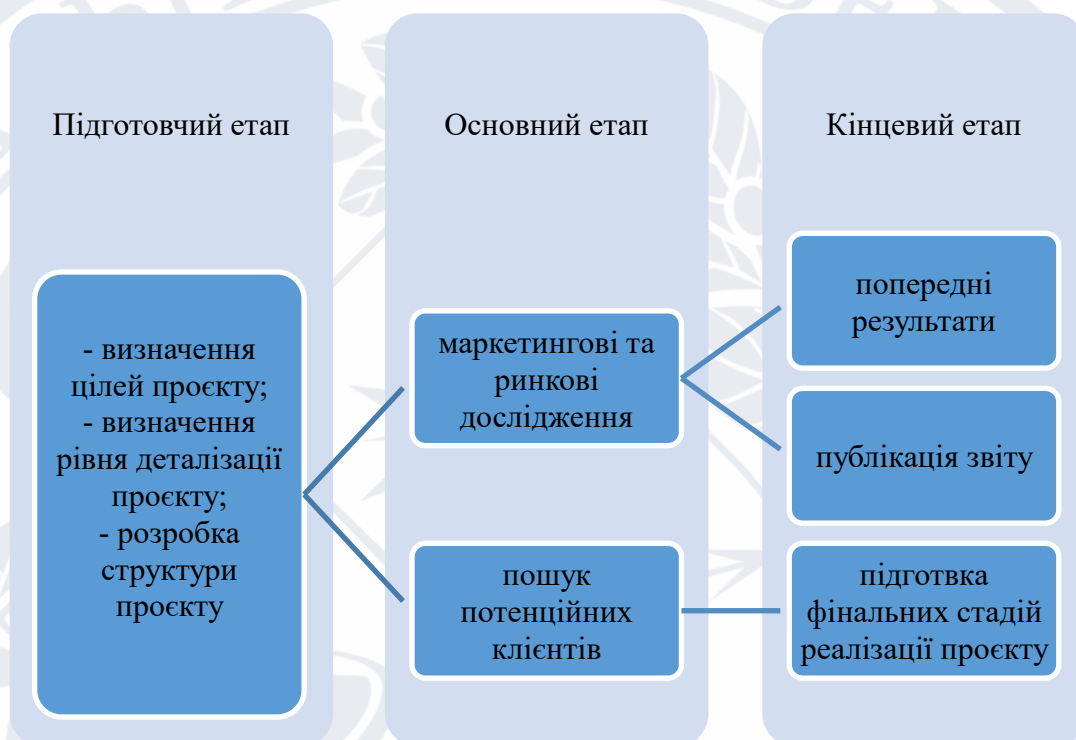 Підготовчий етап
Основний етап
Кінцевий етап
- визначення
цілей проєкту;
- визначення
рівня деталізації
проєкту;
- розробка
структури
проєкту
маркетингові та
ринкові
дослідження
пошук
потенційних
клієнтів
попередні
результати
публікація звіту
підготвка
фінальних стадій
реалізації проєкту